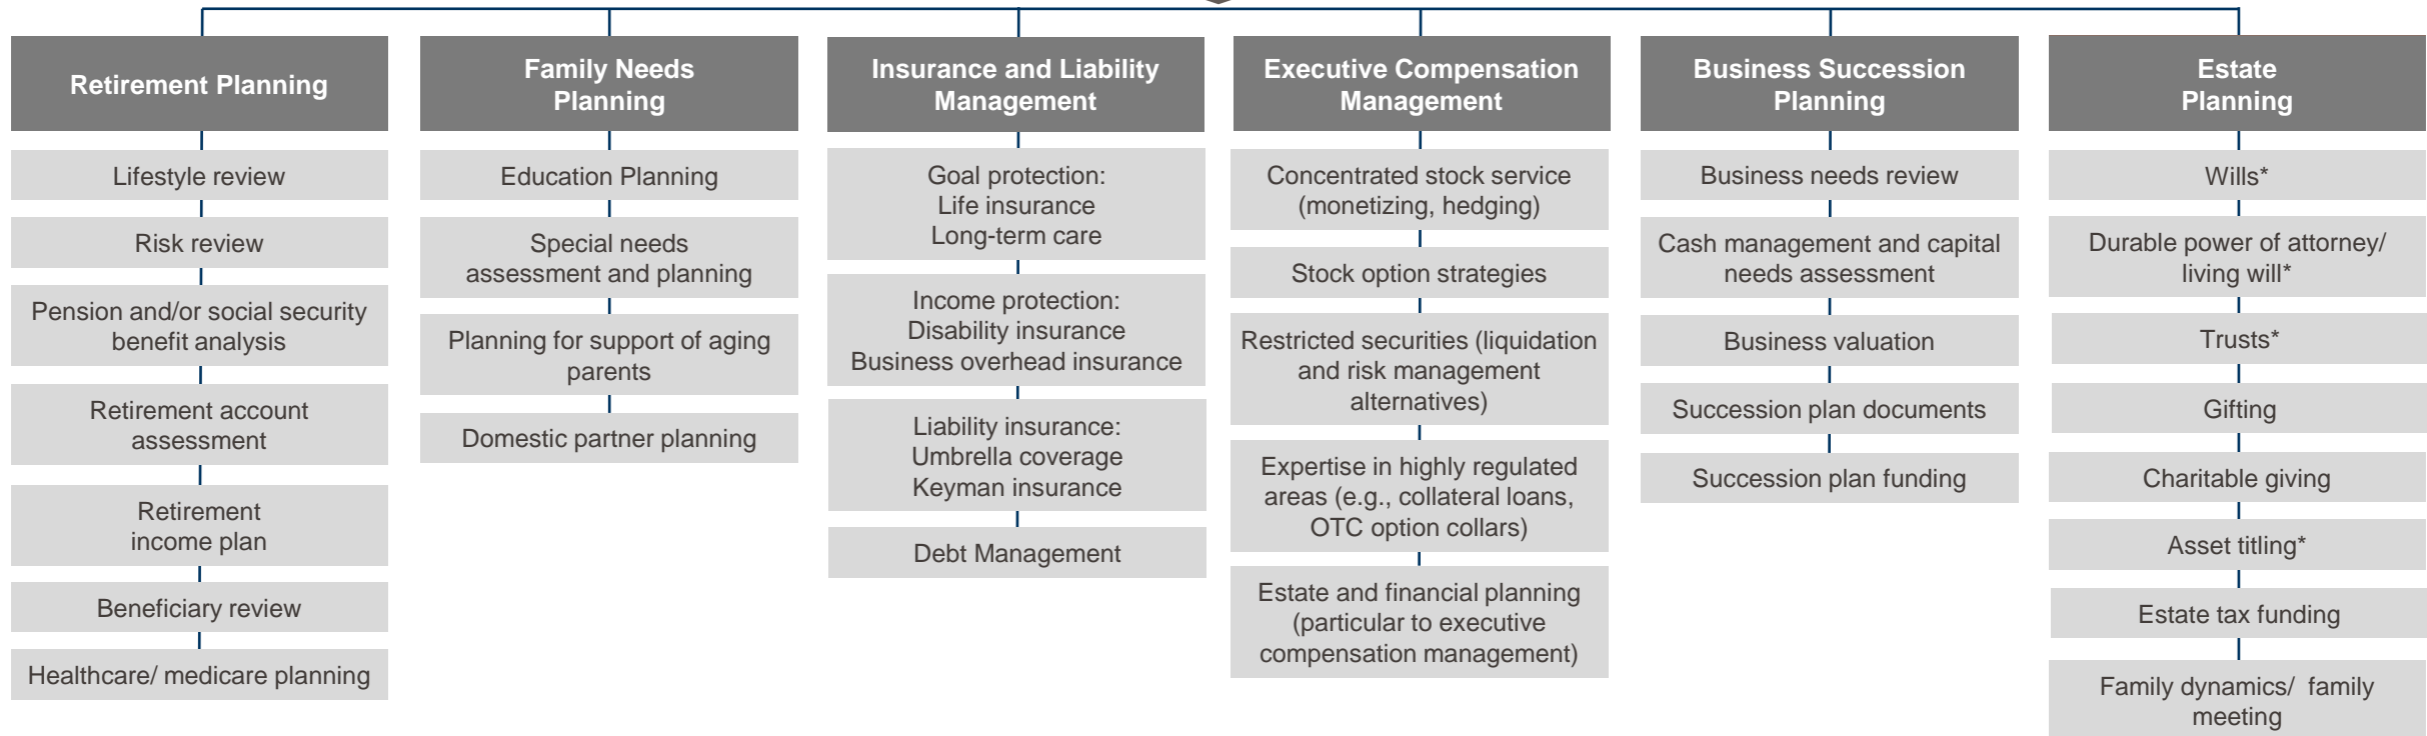 Retirement Planning
Lifestyle review
Risk review
Pension and/or social security
benefit analysis
Retirement account
assessment
Retirement
income plan
Beneficiary review
Healthcare/ medicare planning
Family Needs
Planning
Education Planning
Special needs
assessment and planning
Planning for support of aging
parents
Domestic partner planning
Insurance and Liability
Management
Goal protection:
Life insurance
Long-term care
Income protection:
Disability insurance
Business overhead insurance
Liability insurance:
Umbrella coverage
Keyman insurance
Debt Management
Executive Compensation
Management
Concentrated stock service
(monetizing, hedging)
Stock option strategies
Restricted securities (liquidation
and risk management
alternatives)
Expertise in highly regulated
areas (e.g., collateral loans,
OTC option collars)
Estate and financial planning
(particular to executive
compensation management)
Business Succession
Planning
Business needs review
Cash management and capital
needs assessment
Business valuation
Succession plan documents
Succession plan funding
Estate
Planning
Wills*
Durable power of attorney/
living will*
Trusts*
Gifting
Charitable giving
Asset titling*
Estate tax funding
Family dynamics/ family
meeting